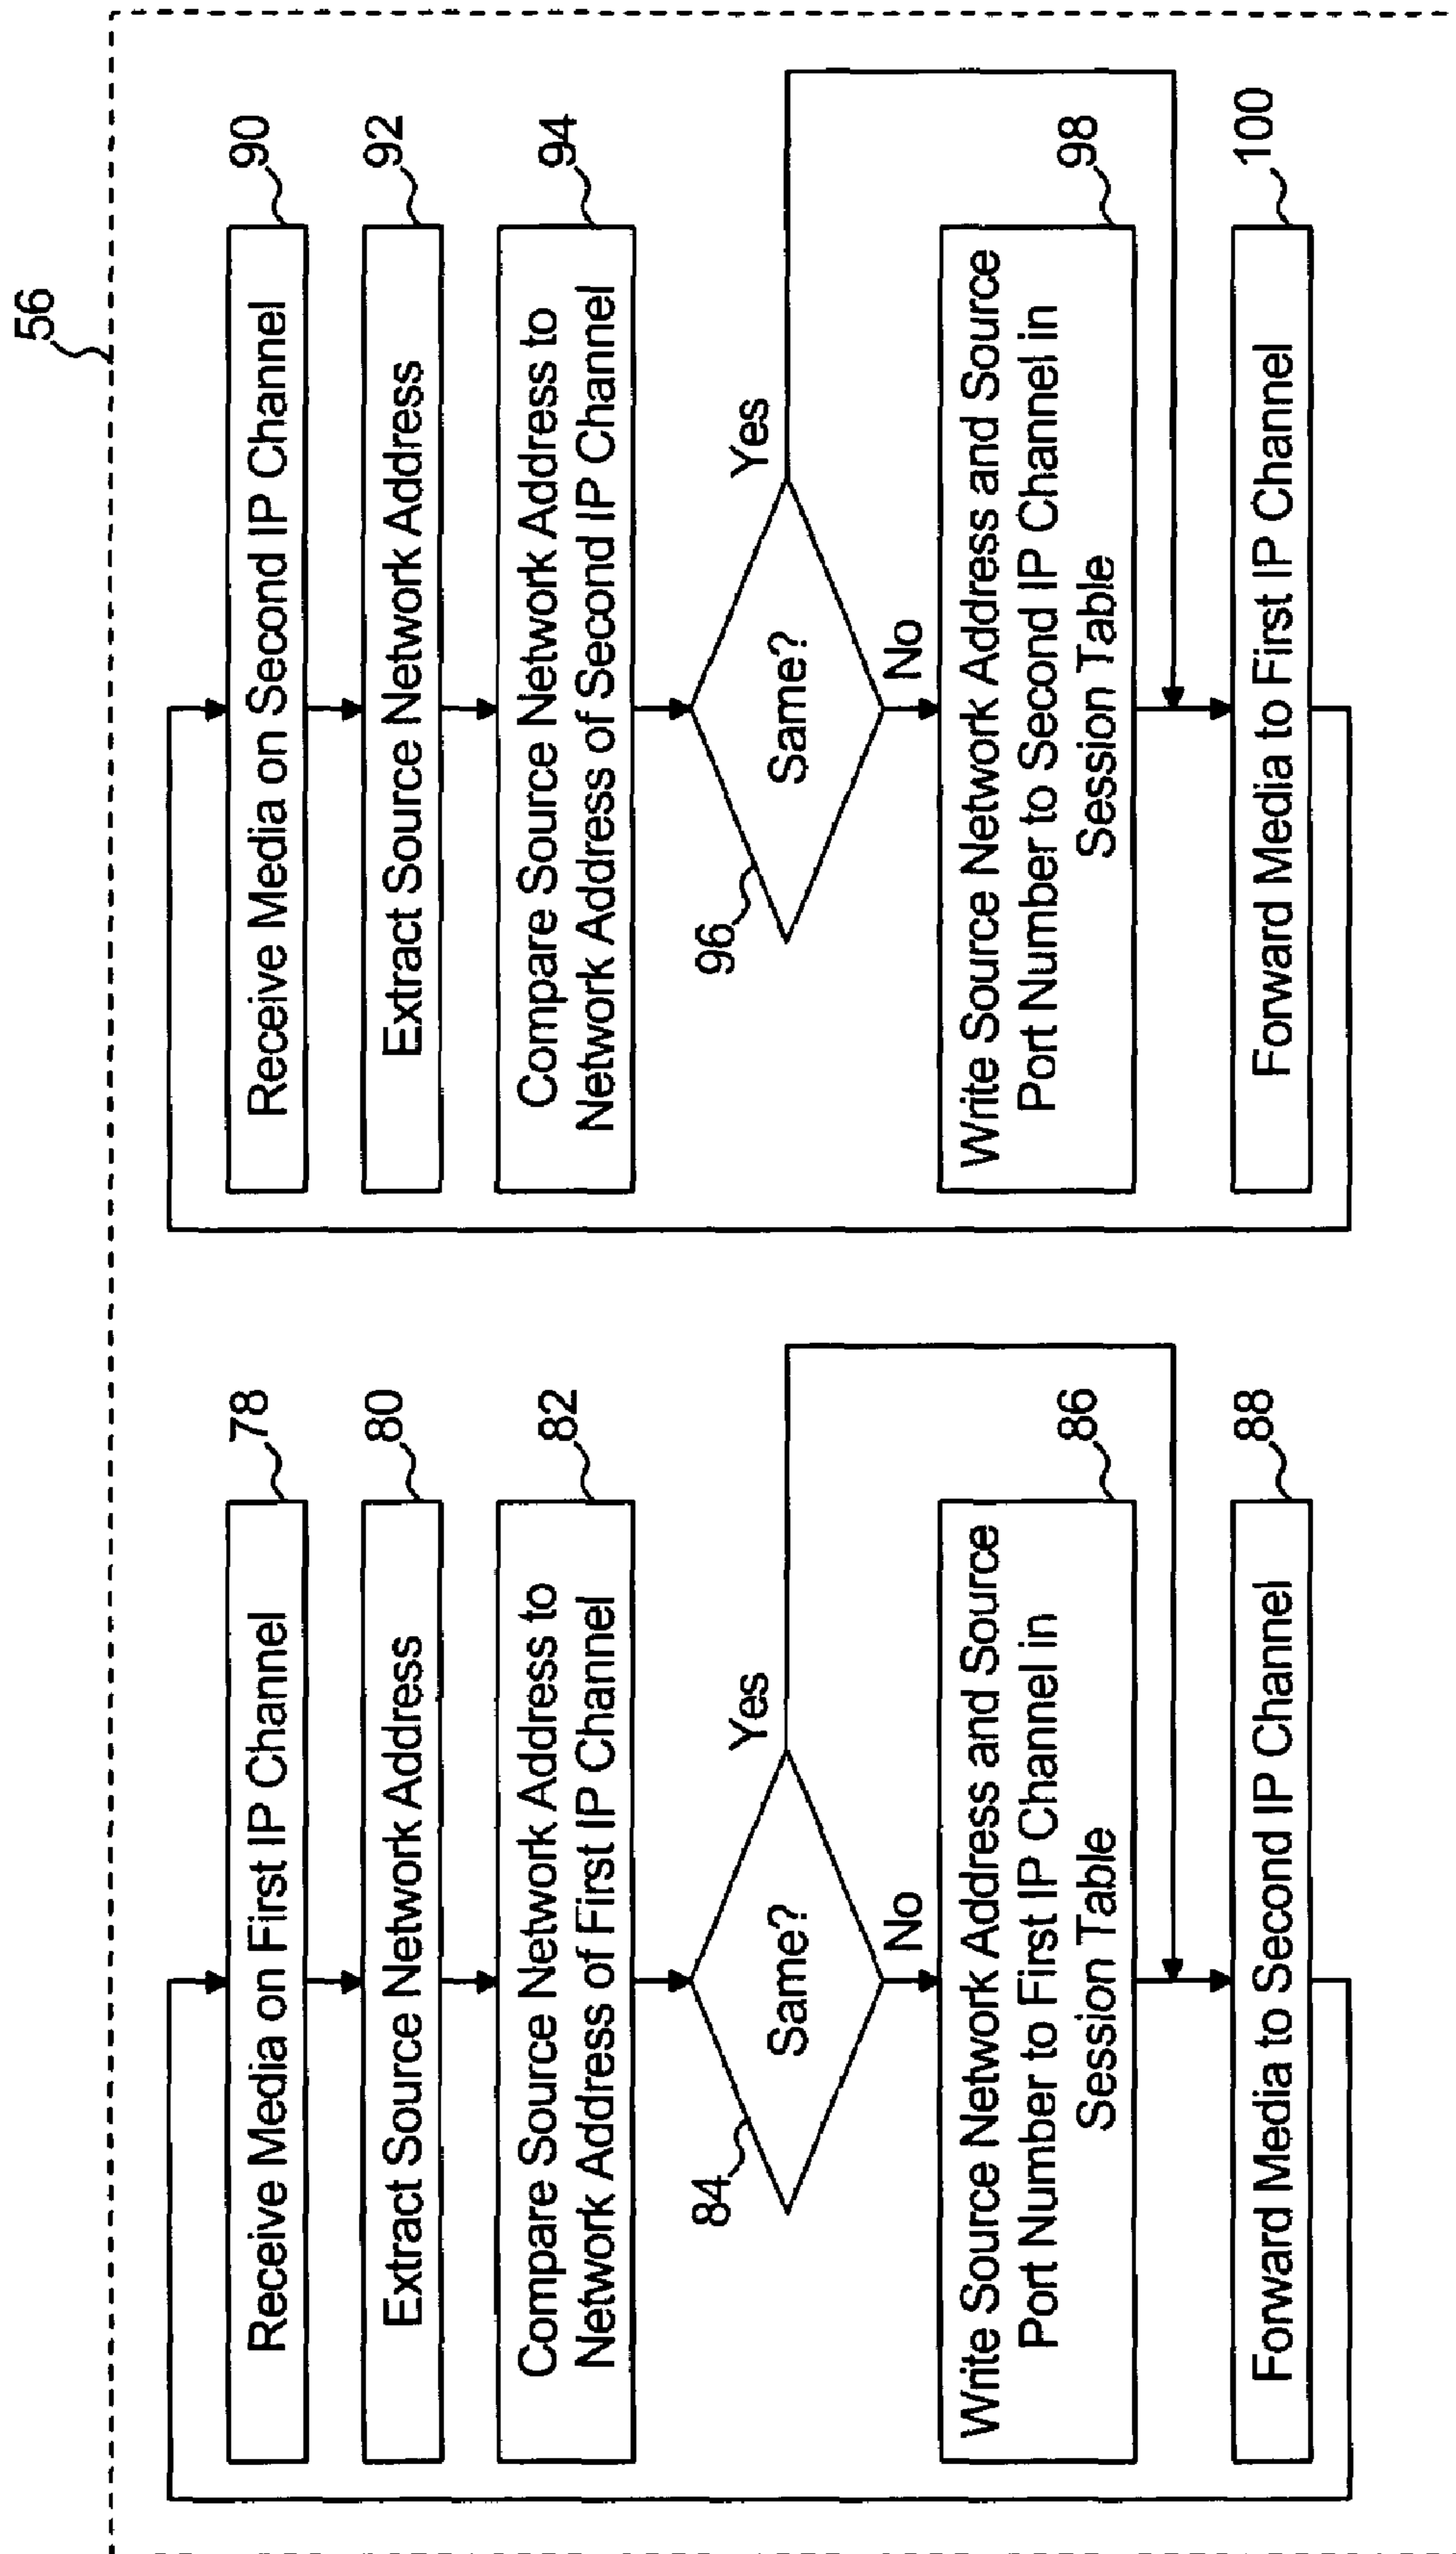 56
Receive Media on First IP Channel
78
Extract Source Network Address
80
Compare Source Network Address to
Network Address of First IP Channel
82
Same?
84
Yes
No
Write Source Network Address and Source
Port Number to First IP Channel in
Session Table
86
Forward Media to Second IP Channel
88
Receive Media on Second IP Channel
90
Extract Source Network Address
92
Compare Source Network Address to
Network Address of Second IP Channel
94
Same?
96
Yes
No
Write Source Network Address and Source
Port Number to Second IP Channel in
Session Table
98
Forward Media to First IP Channel
100